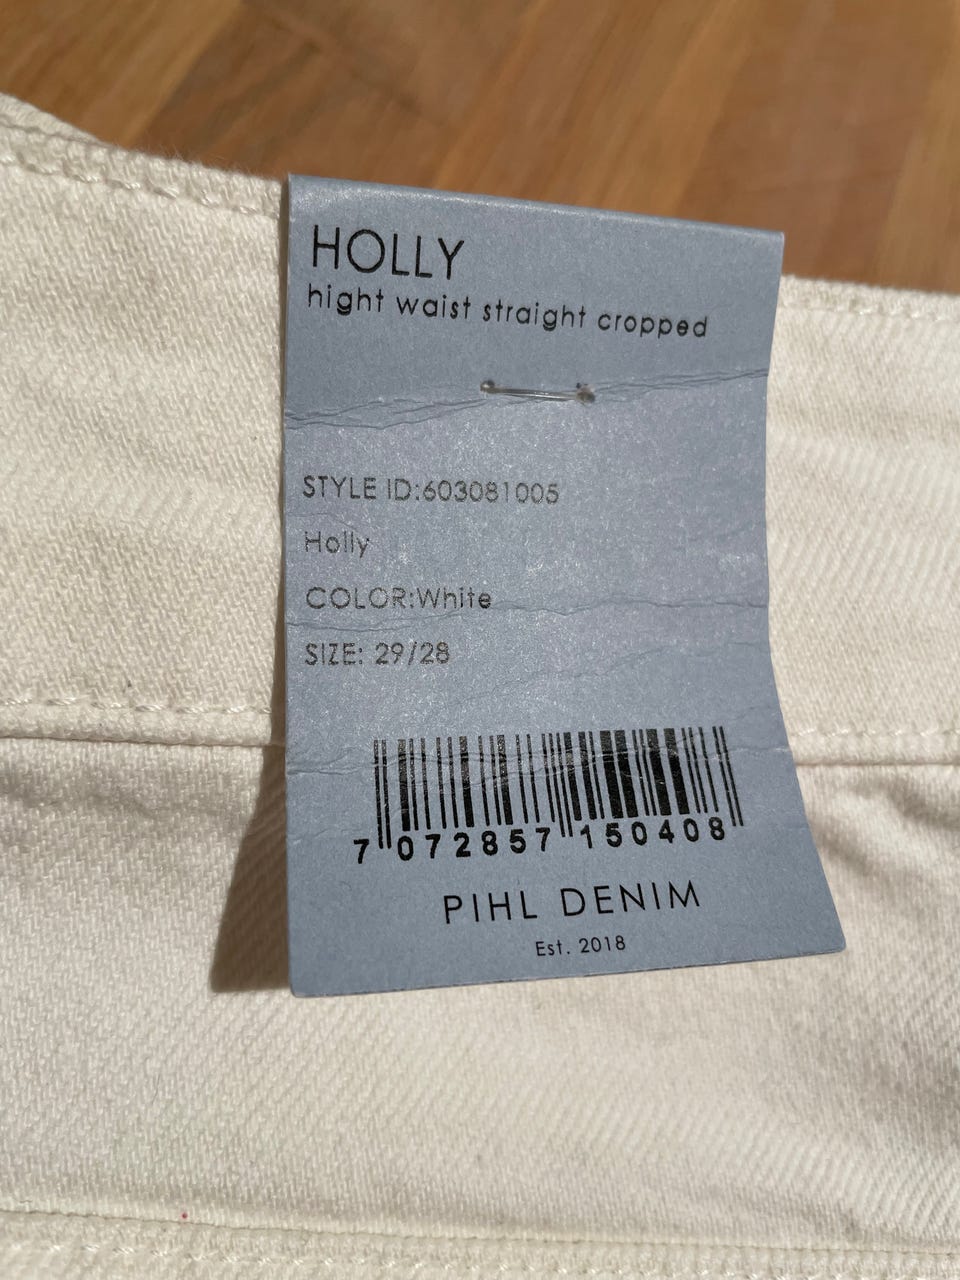 HOLLY
hight waist straight cropped
STYLE ID:603081005
Holly
COLOR:White
SIZE: 29/28
7 072857 150408
PIHL DENIM
Est. 2018